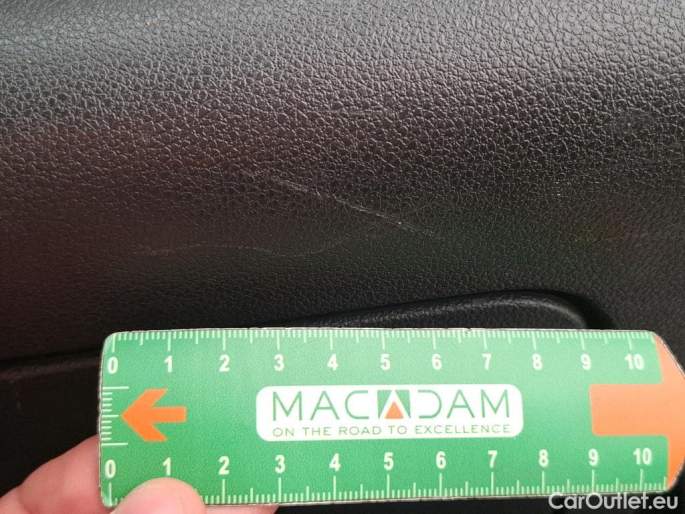 0 1 2 3 4 5 6 7 8 9 10
MACADAM
ON THE ROAD TO EXCELLENCE
0 1 2 3 4 5 6 7 8 9 10
CarOutlet.eu